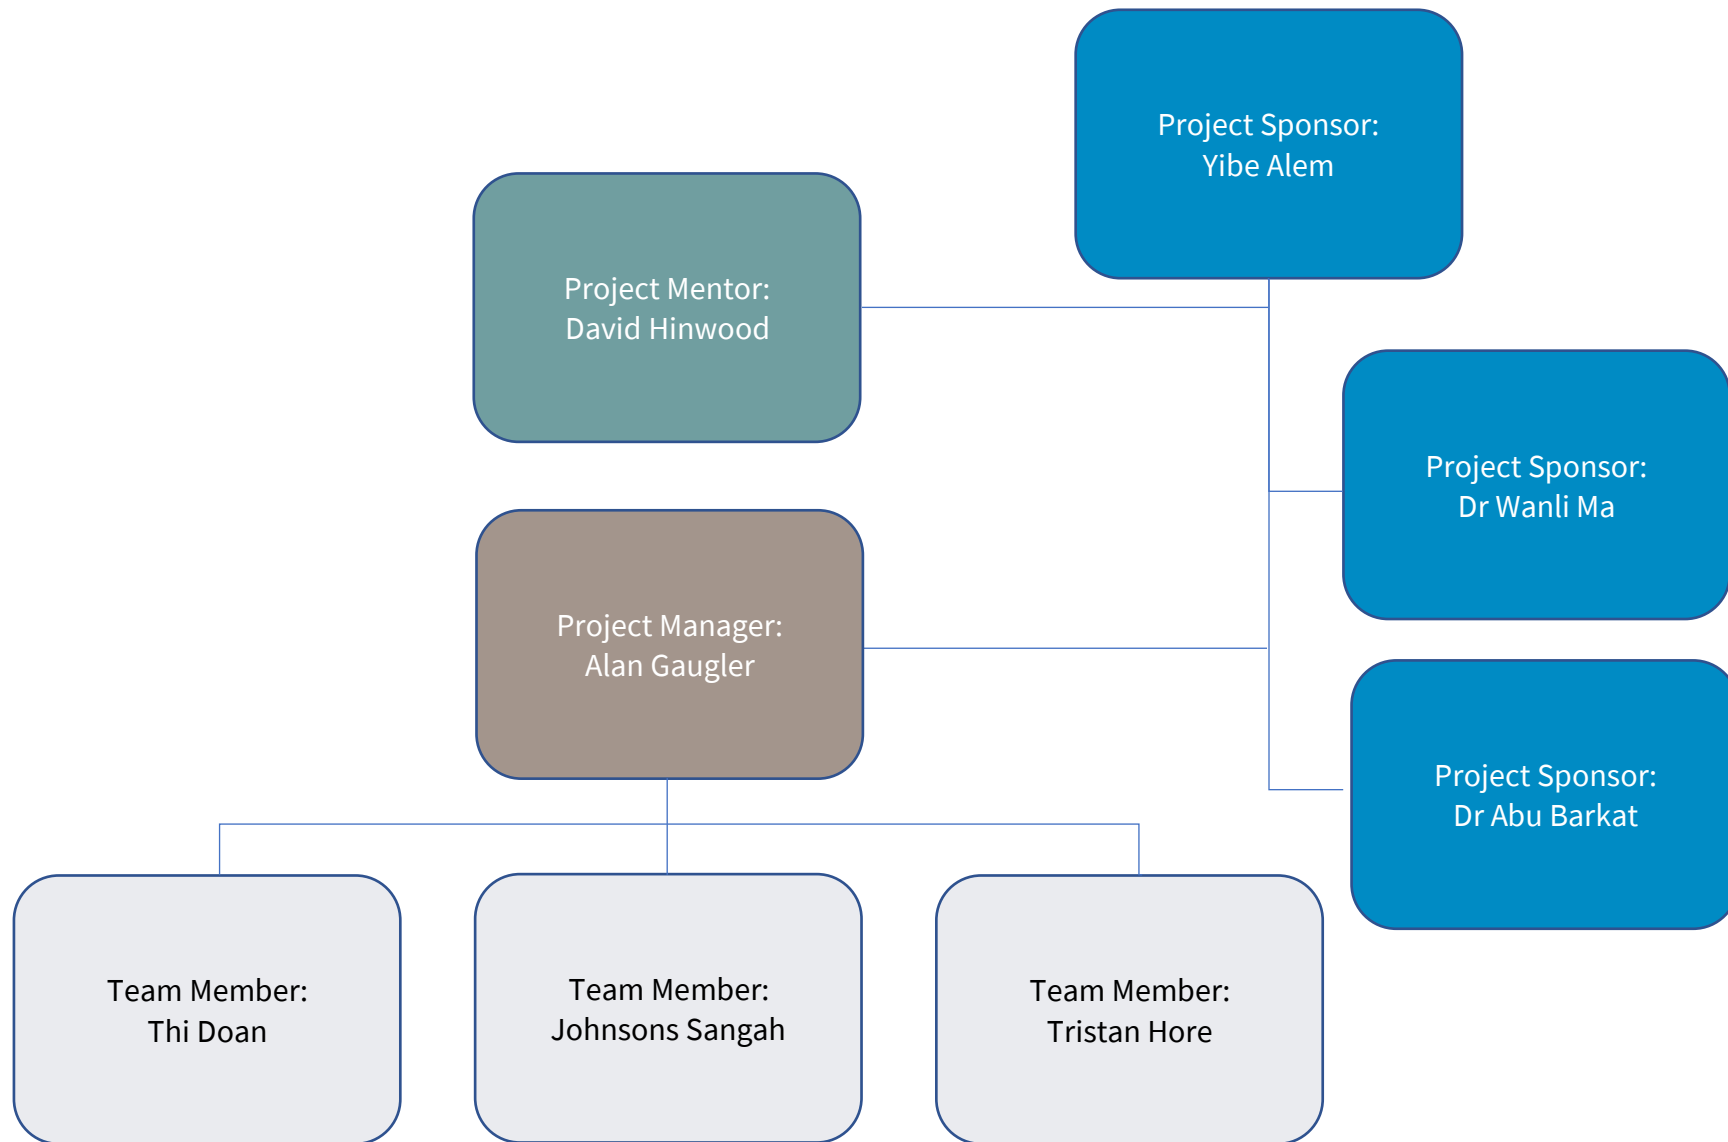 Project Sponsor:
Yibe Alem
Project Mentor:
David Hinwood
Project Sponsor:
Dr Wanli Ma
Project Manager:
Alan Gaugler
Project Sponsor:
Dr Abu Barkat
Team Member:
Thi Doan
Team Member:
Johnsons Sangah
Team Member:
Tristan Hore